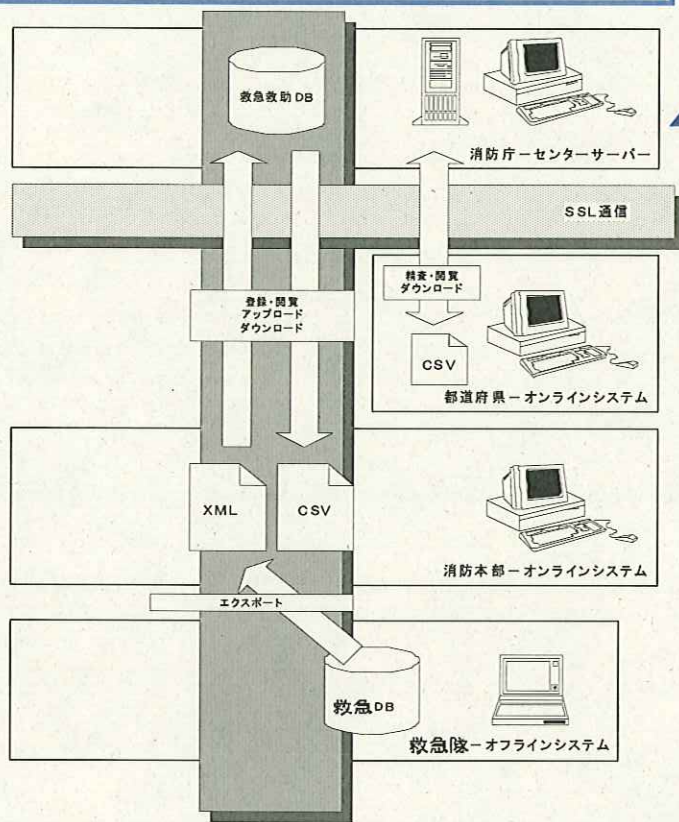 救急救助DB
消防庁－センターサーバー
SSL通信
登録・閲覧
アップロード
ダウンロード
精査・閲覧
ダウンロード
CSV
都道府県－オンラインシステム
XML
CSV
消防本部－オンラインシステム
エクスポート
救急DB
救急隊－オフラインシステム